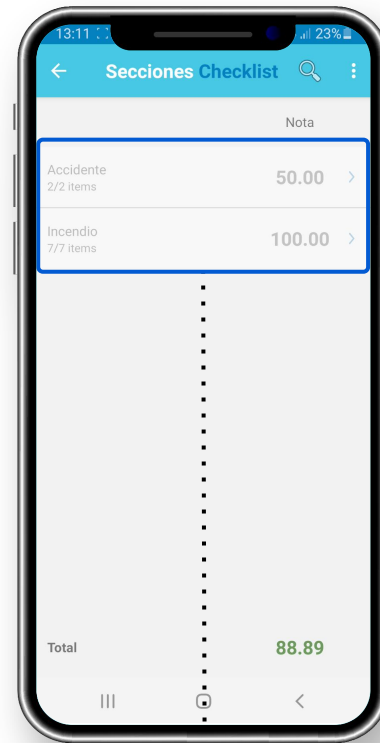 13:11 23%
Secciones Checklist
Nota
Accidente
2/2 items
50.00
Incendio
7/7 items
100.00
Total 88.89